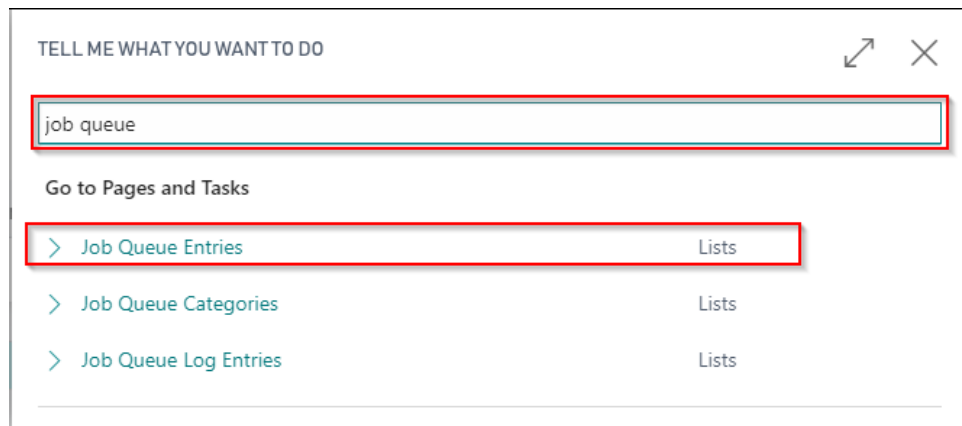 TELL ME WHAT YOU WANT TO DO
job queue
Go to Pages and Tasks
Job Queue Entries Lists
Job Queue Categories Lists
Job Queue Log Entries Lists